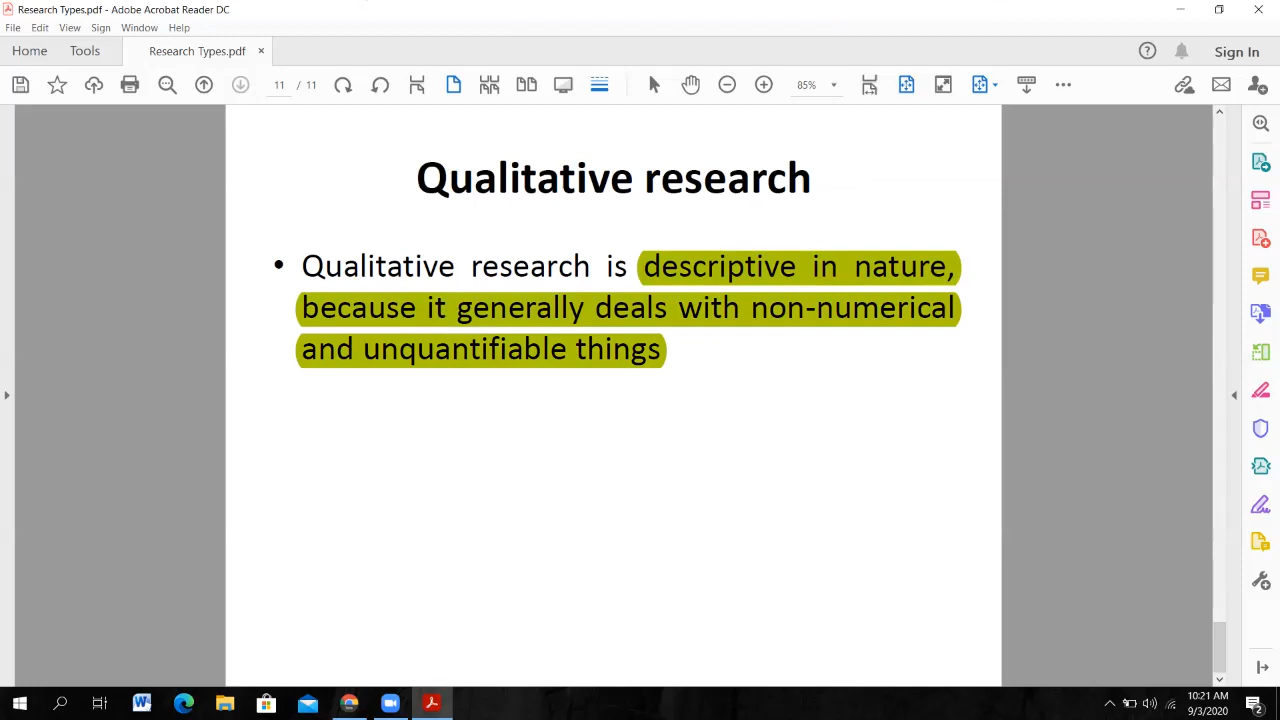 Research Types.pdf - Adobe Acrobat Reader DC
File Edit View Sign Window Help
Home Tools Research Types.pdf × Sign In
11 / 11 85%
Qualitative research
• Qualitative research is descriptive in nature,
because it generally deals with non-numerical
and unquantifiable things
10:21 AM
9/3/2020
2